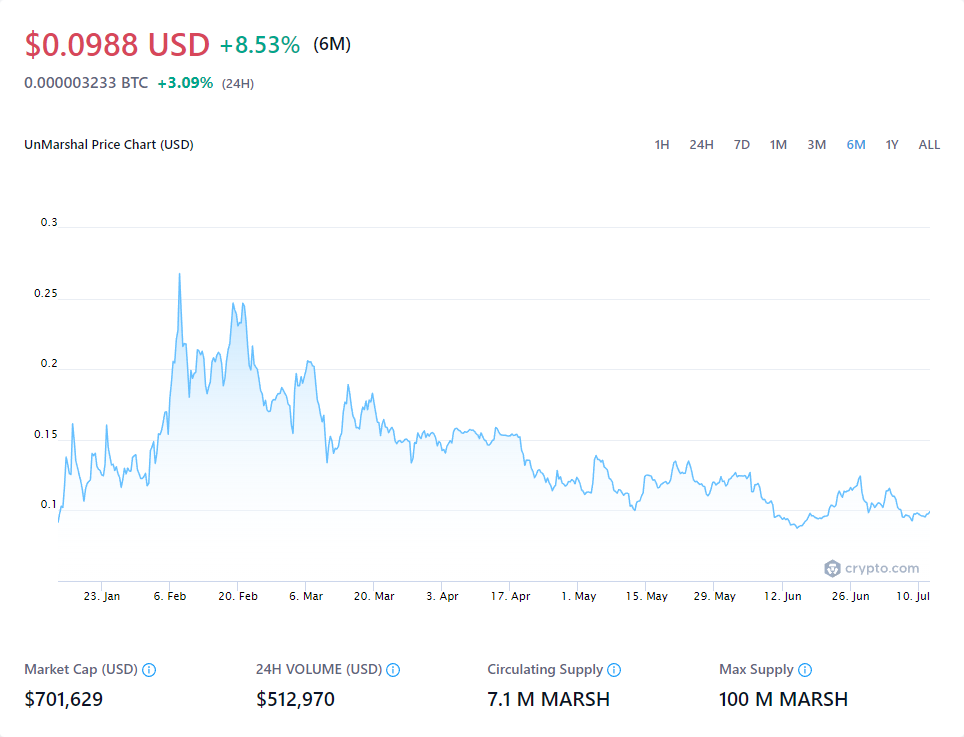 $0.0988 USD +8.53% (6M)
0.000003233 BTC +3.09% (24H)
UnMarshal Price Chart (USD) 1H 24H 7D 1M 3M 6M 1Y ALL
0.3
0.25
0.2
0.15
0.1
crypto.com
23. Jan 6. Feb 20. Feb 6. Mar 20. Mar 3. Apr 17. Apr 1. May 15. May 29. May 12. Jun 26. Jun 10. Jul
Market Cap (USD) 24H VOLUME (USD) Circulating Supply Max Supply
$701,629 $512,970 7.1 M MARSH 100 M MARSH